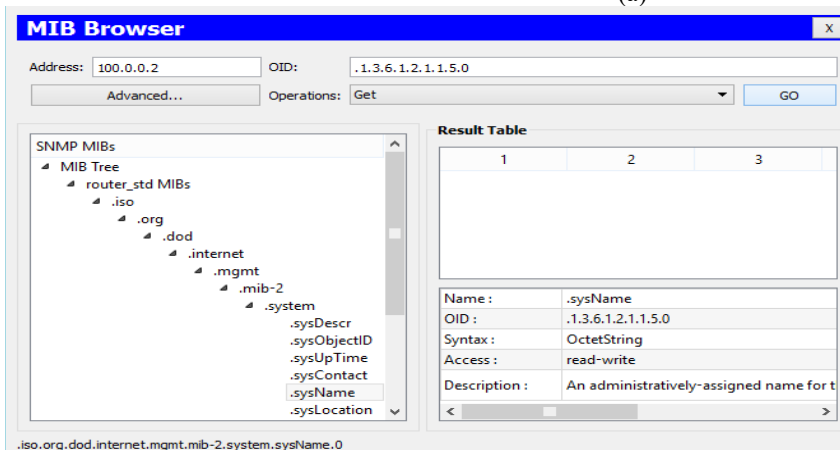 (a)
MIB Browser
X
Address: 100.0.0.2 OID: .1.3.6.1.2.1.1.5.0
Advanced... Operations: Get GO
SNMP MIBs
MIB Tree
router_std MIBs
.iso
.org
.dod
.internet
.mgmt
.mib-2
.system
.sysDescr
.sysObjectID
.sysUpTime
.sysContact
.sysName
.sysLocation
Result Table
1 2 3
Name : .sysName
OID : .1.3.6.1.2.1.1.5.0
Syntax : OctetString
Access : read-write
Description : An administratively-assigned name for t
.iso.org.dod.internet.mgmt.mib-2.system.sysName.0